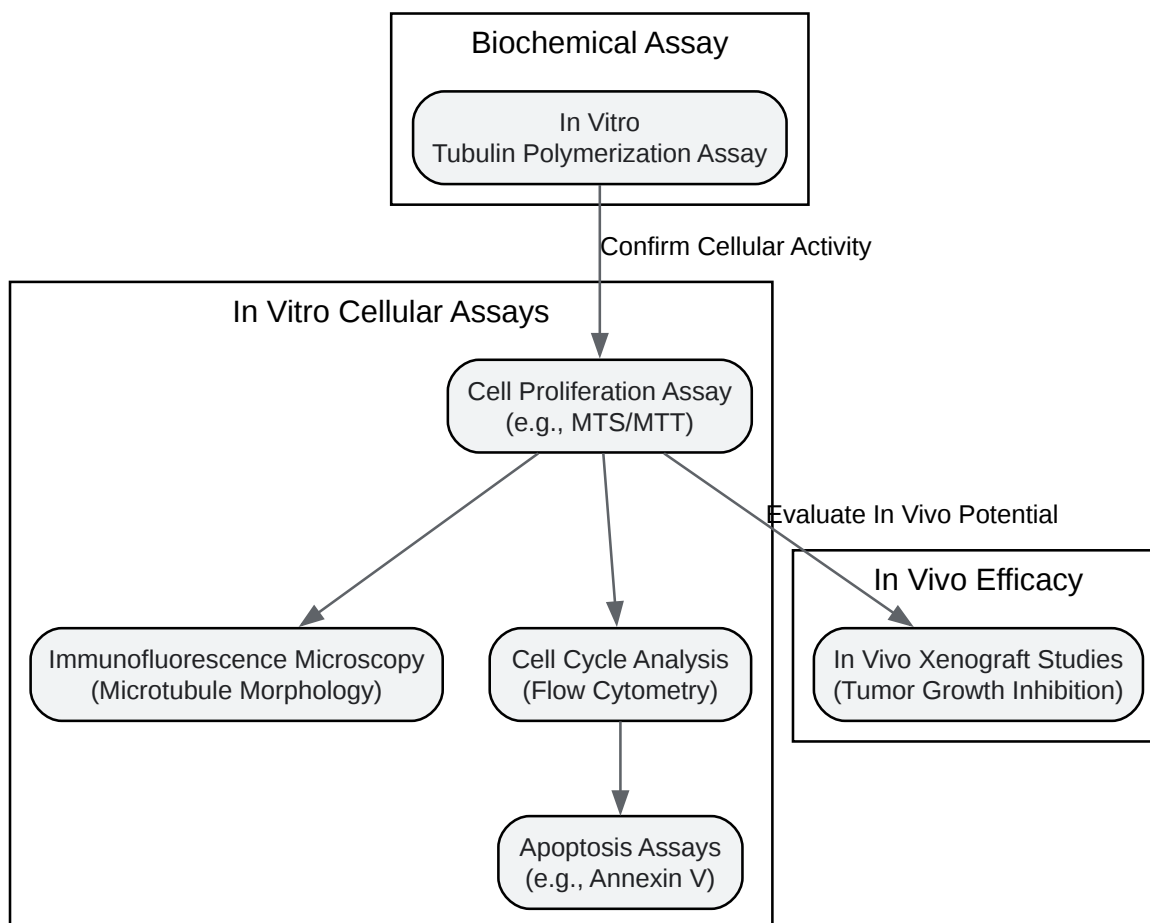 Biochemical Assay
In Vitro
Tubulin Polymerization Assay
Confirm Cellular Activity
In Vitro Cellular Assays
Cell Proliferation Assay
(e.g., MTS/MTT)
Evaluate In Vivo Potential
In Vivo Efficacy
Immunofluorescence Microscopy
(Microtubule Morphology)
Cell Cycle Analysis
(Flow Cytometry)
In Vivo Xenograft Studies
(Tumor Growth Inhibition)
Apoptosis Assays
(e.g., Annexin V)